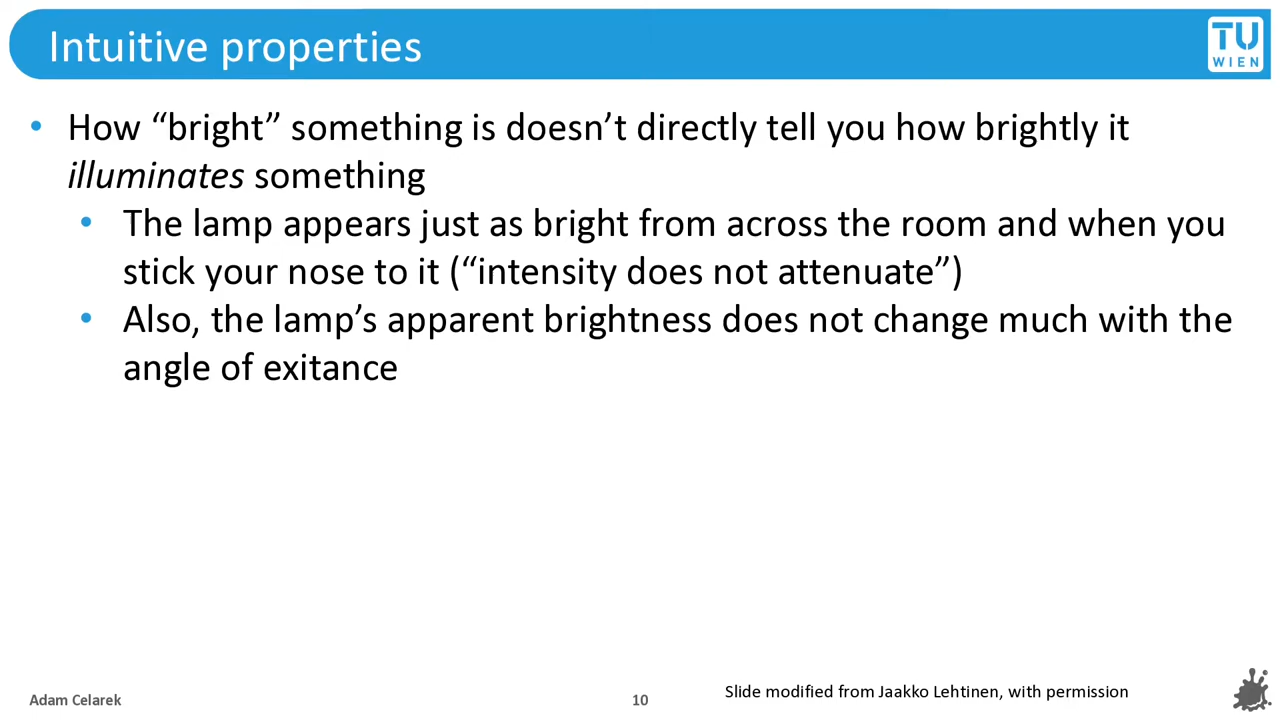 Intuitive properties
TU
WIEN
• How “bright” something is doesn’t directly tell you how brightly it
illuminates something
• The lamp appears just as bright from across the room and when you
stick your nose to it (“intensity does not attenuate”)
• Also, the lamp’s apparent brightness does not change much with the
angle of exitance
Adam Celarek
10
Slide modified from Jaakko Lehtinen, with permission